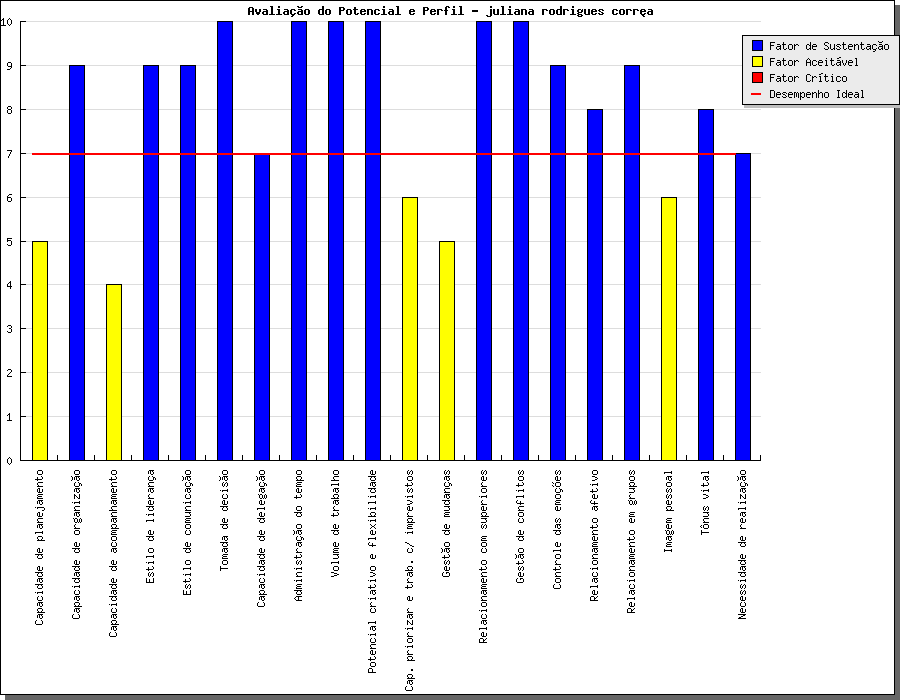 Avaliação do Potencial e Perfil - juliana rodrigues corrça
Fator de Sustentação
Fator Aceitável
Fator Crítico
Desempenho Ideal
10
9
8
7
6
5
4
3
2
1
0
Capacidade de planejamento
Capacidade de organização
Capacidade de acompanhamento
Estilo de liderança
Estilo de comunicação
Tomada de decisão
Capacidade de delegação
Administração do tempo
Volume de trabalho
Potencial criativo e flexibilidade
Cap. priorizar e trab. c/ imprevistos
Gestão de mudanças
Relacionamento com superiores
Gestão de conflitos
Controle das emoções
Relacionamento afetivo
Relacionamento em grupos
Imagem pessoal
Tônus vital
Necessidade de realização